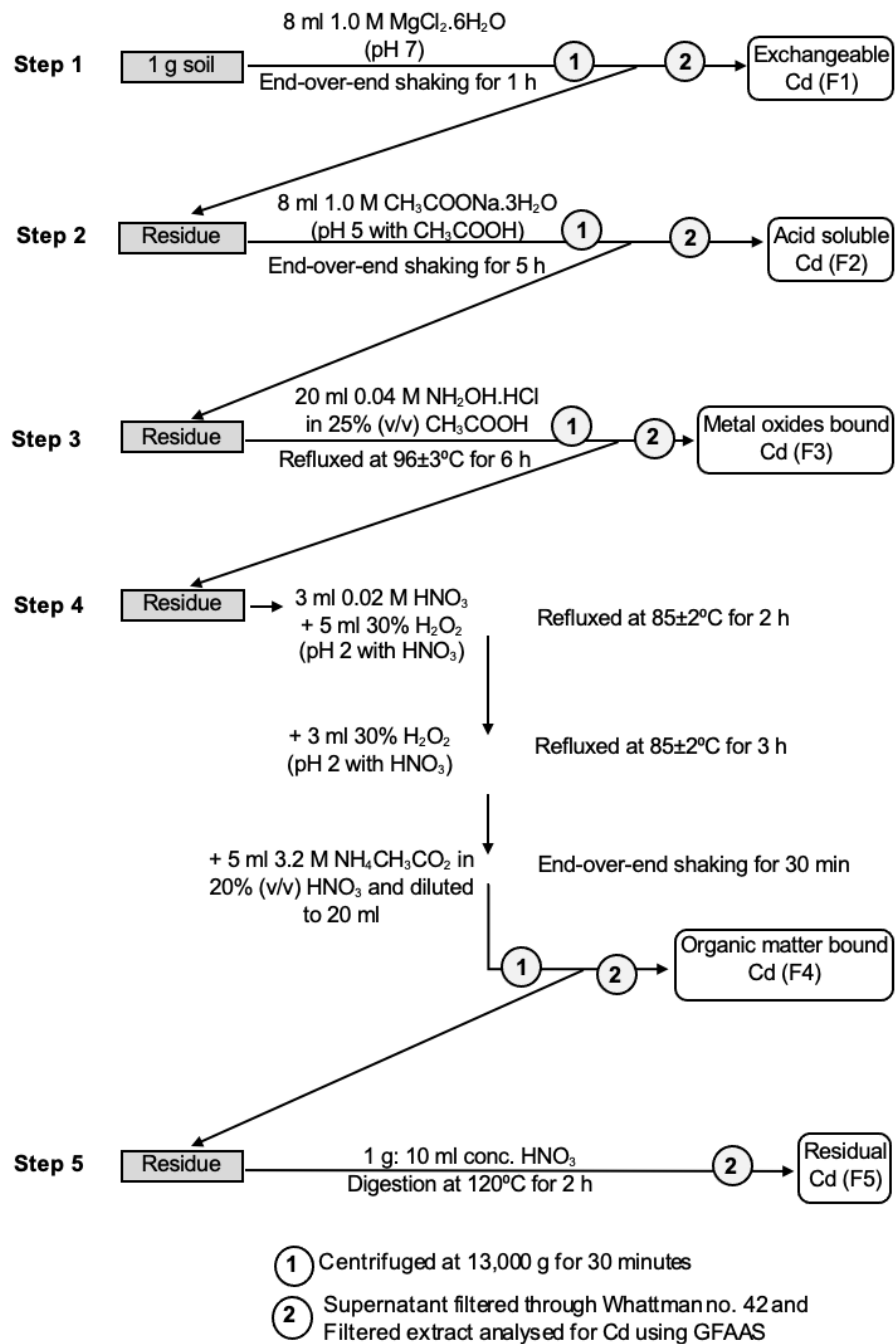 8 ml 1.0 M MgCl₂.6H₂O
(pH 7)
Step 1
1 g soil
1
2
End-over-end shaking for 1 h
Exchangeable
Cd (F1)
8 ml 1.0 M CH₃COONa.3H₂O
(pH 5 with CH₃COOH)
Step 2
Residue
1
2
End-over-end shaking for 5 h
Acid soluble
Cd (F2)
20 ml 0.04 M NH₂OH.HCl
in 25% (v/v) CH₃COOH
Step 3
Residue
1
2
Refluxed at 96±3ºC for 6 h
Metal oxides bound
Cd (F3)
Step 4
Residue
3 ml 0.02 M HNO₃
+ 5 ml 30% H₂O₂
(pH 2 with HNO₃)
Refluxed at 85±2ºC for 2 h
+ 3 ml 30% H₂O₂
(pH 2 with HNO₃)
Refluxed at 85±2ºC for 3 h
+ 5 ml 3.2 M NH₄CH₃CO₂ in
20% (v/v) HNO₃ and diluted
to 20 ml
End-over-end shaking for 30 min
1
2
Organic matter bound
Cd (F4)
Step 5
Residue
1 g: 10 ml conc. HNO₃
Digestion at 120ºC for 2 h
2
Residual
Cd (F5)
1 Centrifuged at 13,000 g for 30 minutes
2 Supernatant filtered through Whattman no. 42 and
Filtered extract analysed for Cd using GFAAS